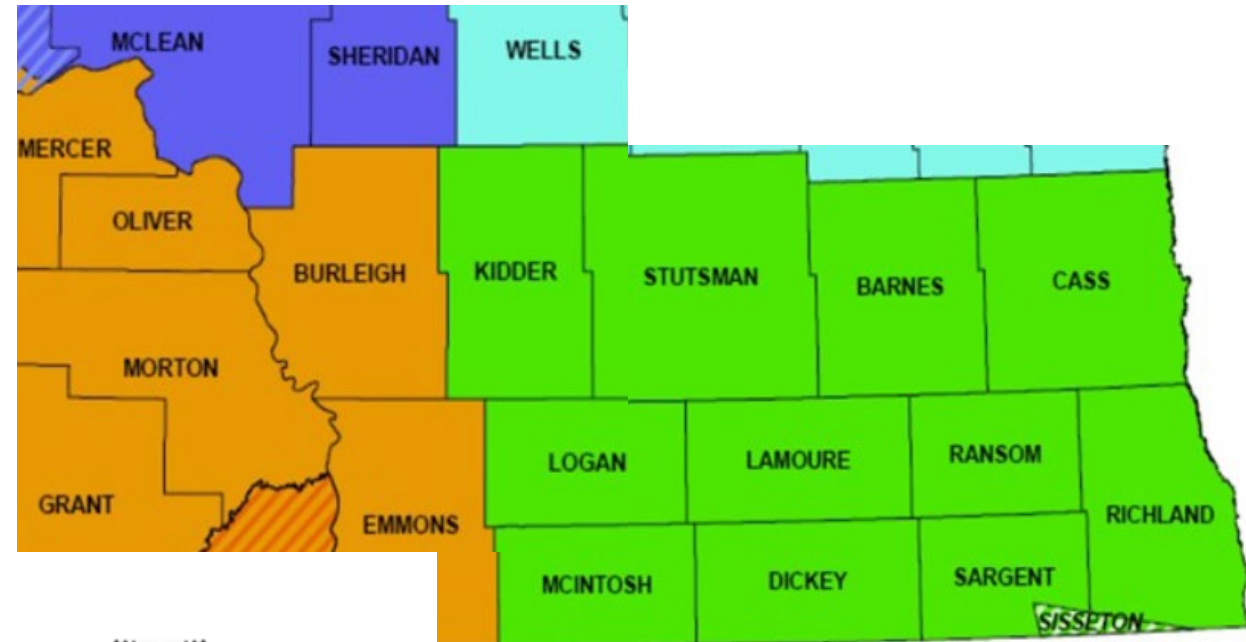 MCLEAN
SHERIDAN
WELLS
MERCER
OLIVER
BURLEIGH
KIDDER
STUTSMAN
BARNES
CASS
MORTON
LOGAN
LAMOURE
RANSOM
GRANT
EMMONS
RICHLAND
MCINTOSH
DICKEY
SARGENT
SISSETON